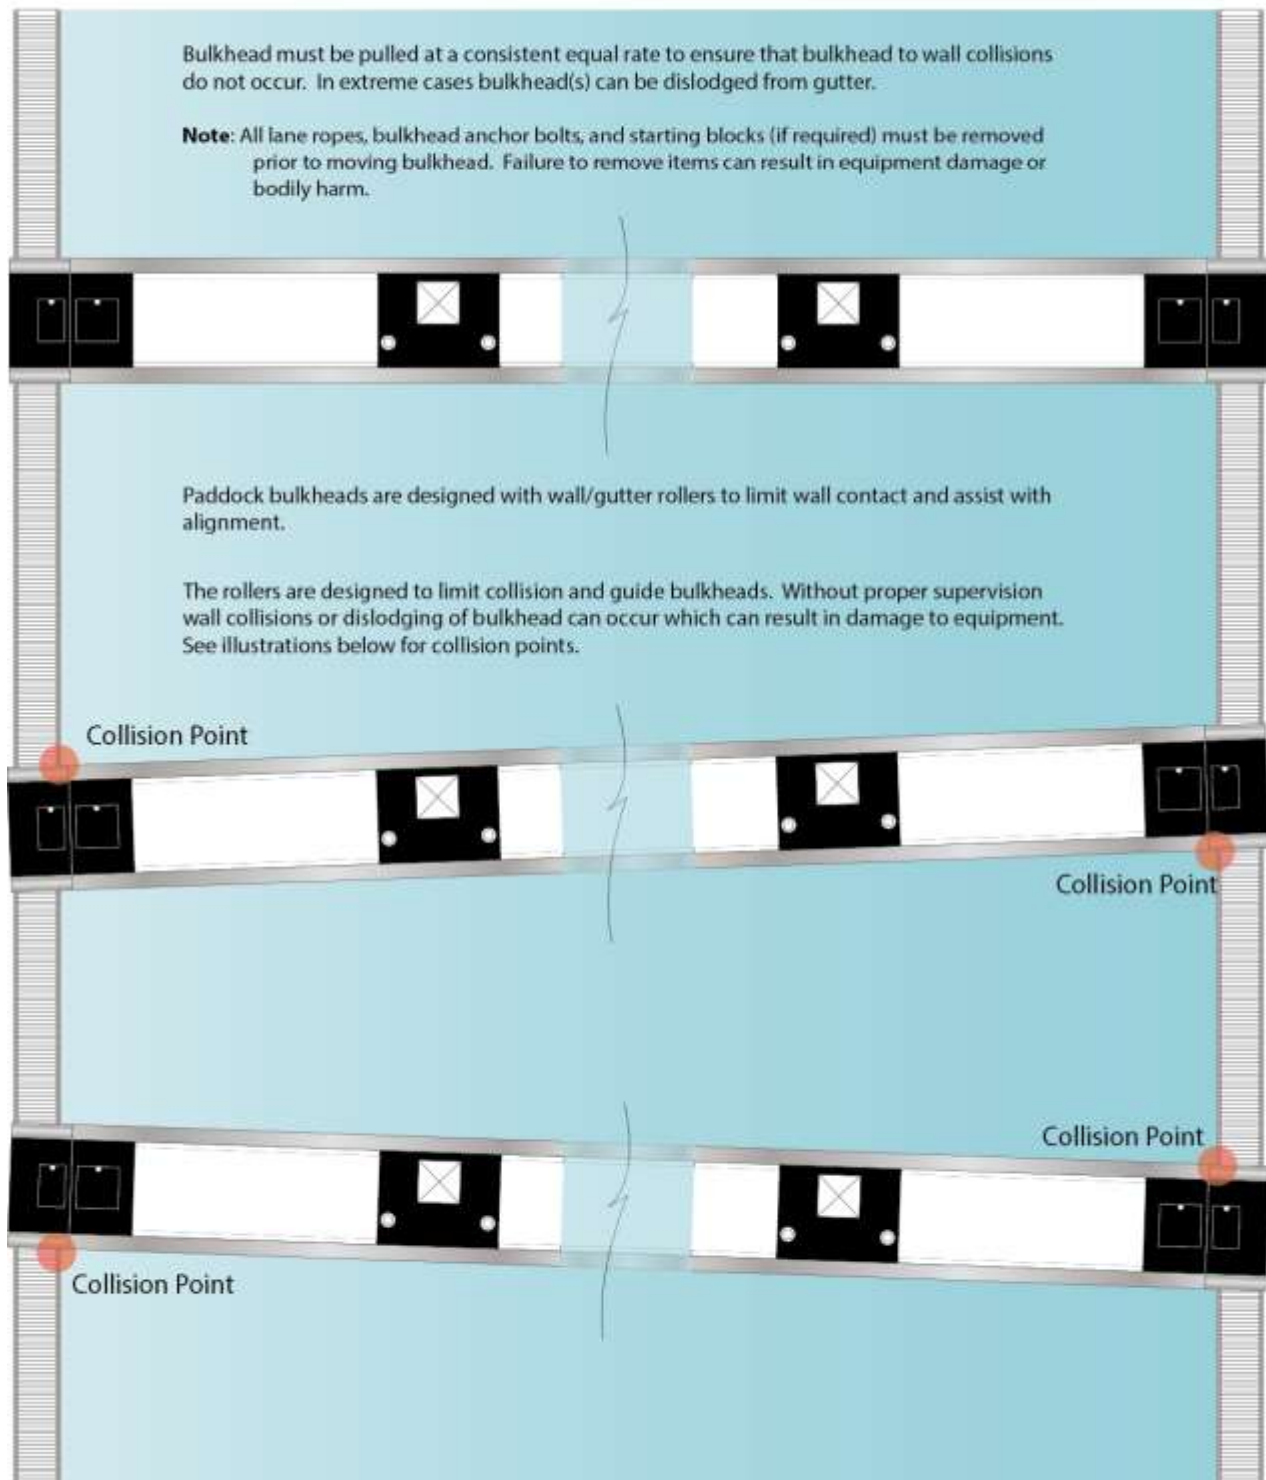 Bulkhead must be pulled at a consistent equal rate to ensure that bulkhead to wall collisions
do not occur.  In extreme cases bulkhead(s) can be dislodged from gutter.
Note: All lane ropes, bulkhead anchor bolts, and starting blocks (if required) must be removed
prior to moving bulkhead.  Failure to remove items can result in equipment damage or
bodily harm.
Paddock bulkheads are designed with wall/gutter rollers to limit wall contact and assist with
alignment.
The rollers are designed to limit collision and guide bulkheads.  Without proper supervision
wall collisions or dislodging of bulkhead can occur which can result in damage to equipment.
See illustrations below for collision points.
Collision Point
Collision Point
Collision Point
Collision Point